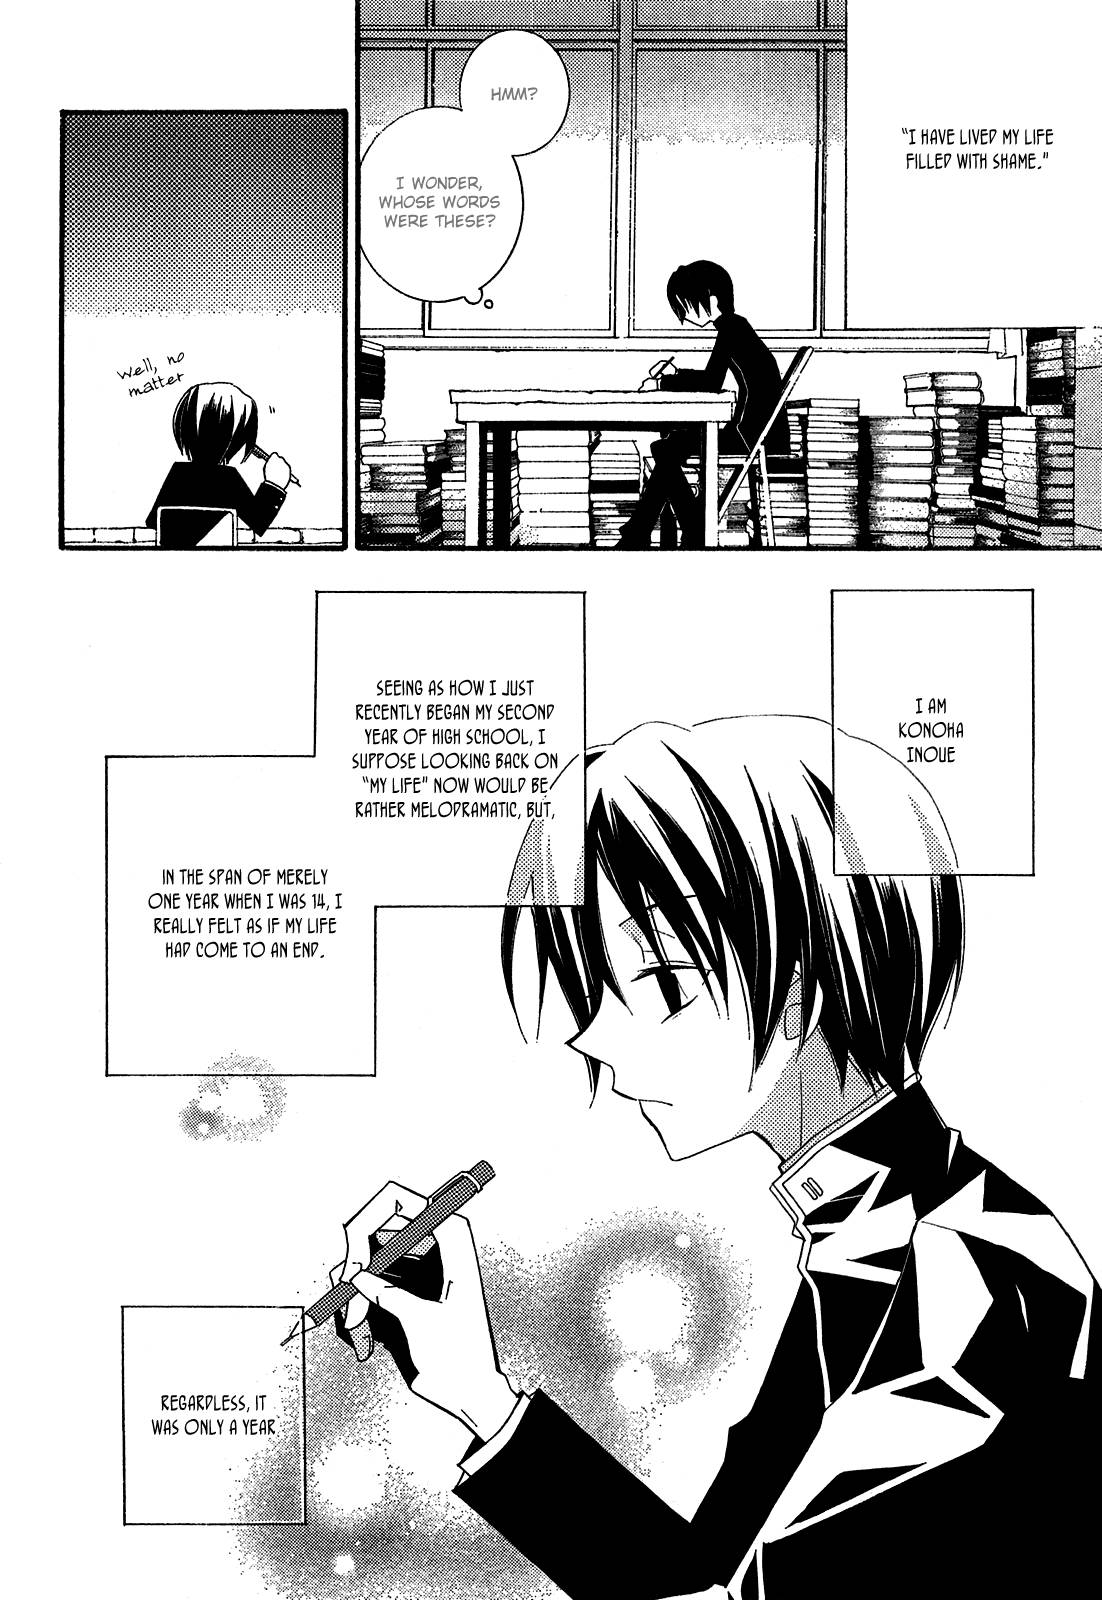 "I HAVE LIVED MY LIFE
FILLED WITH SHAME."
HMM?
I WONDER,
WHOSE WORDS
WERE THESE?
well, no
matter
I AM
KONOHA
INOUE
SEEING AS HOW I JUST
RECENTLY BEGAN MY SECOND
YEAR OF HIGH SCHOOL, I
SUPPOSE LOOKING BACK ON
"MY LIFE" NOW WOULD BE
RATHER MELODRAMATIC, BUT,
IN THE SPAN OF MERELY
ONE YEAR WHEN I WAS 14, I
REALLY FELT AS IF MY LIFE
HAD COME TO AN END.
REGARDLESS, IT
WAS ONLY A YEAR